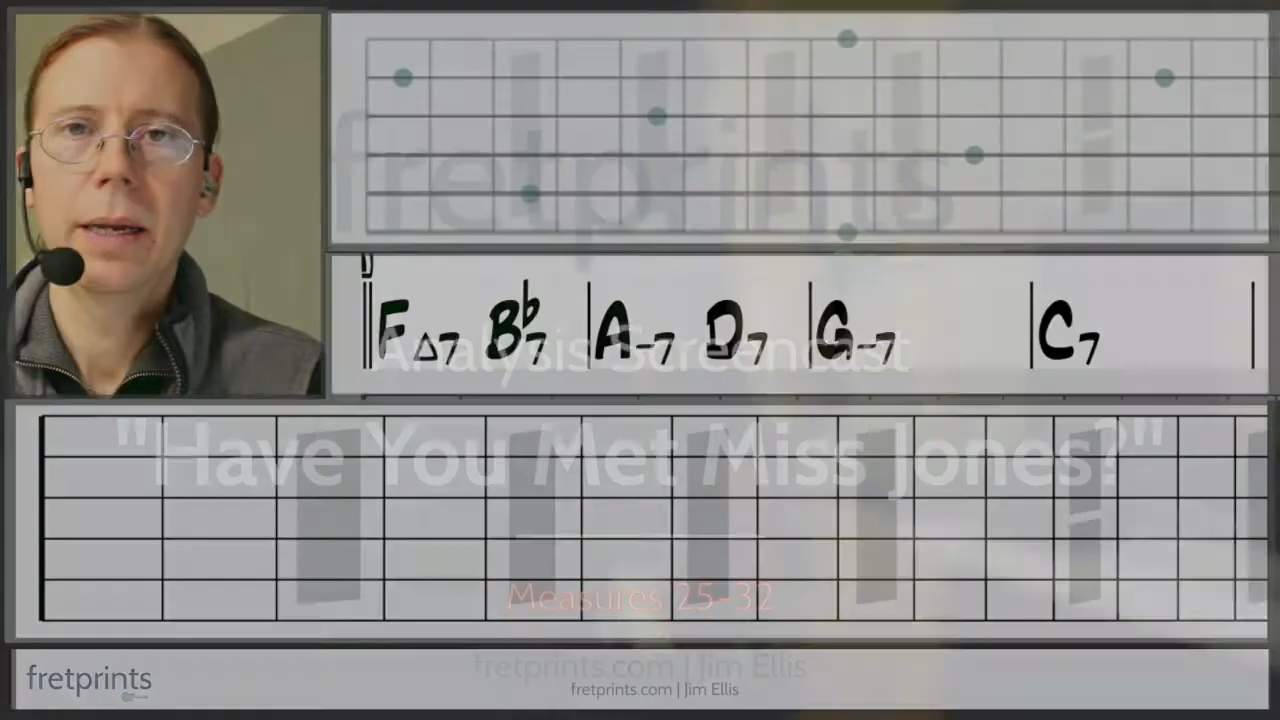 fretprints
D
F△7 B♭7 A-7 D7 G-7 C7
Analysis Screencast
"Have You Met Miss Jones?"
Measures 25-32
fretprints.com | Jim Ellis
fretprints
fretprints.com | Jim Ellis